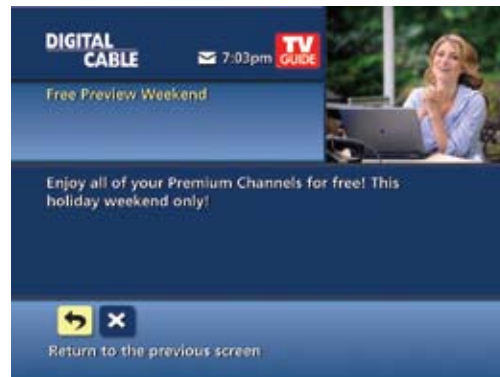 DIGITAL
CABLE
7:03pm
TV
GUIDE
Free Preview Weekend
Enjoy all of your Premium Channels for free! This
holiday weekend only!
Return to the previous screen